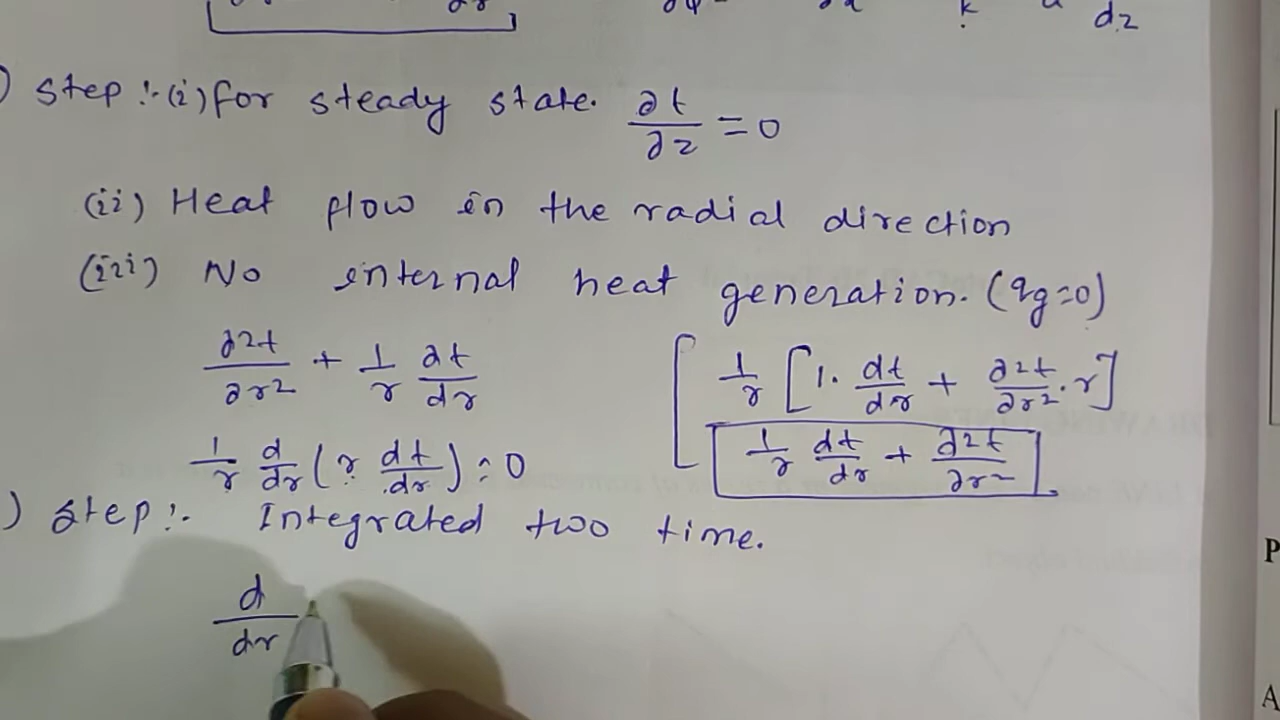 k
dz
) step :- (i) for steady state. ∂t/∂z = 0
(ii) Heat flow in the radial direction
(iii) No internal heat generation. (qg=0)
∂2t/∂r2 + 1/r ∂t/dr
1/r [1. dt/dr + ∂2t/∂r2 . r]
1/r d/dr (r dt/dr) = 0
1/r dt/dr + ∂2t/∂r2
) step :- Integrated two time.
d/dr
P
A